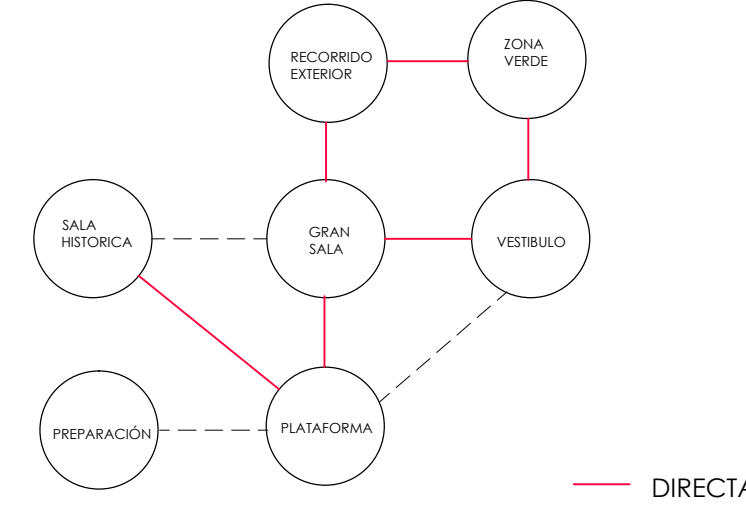 RECORRIDO
EXTERIOR
ZONA
VERDE
SALA
HISTORICA
GRAN
SALA
VESTIBULO
PREPARACIÓN
PLATAFORMA
DIRECTA